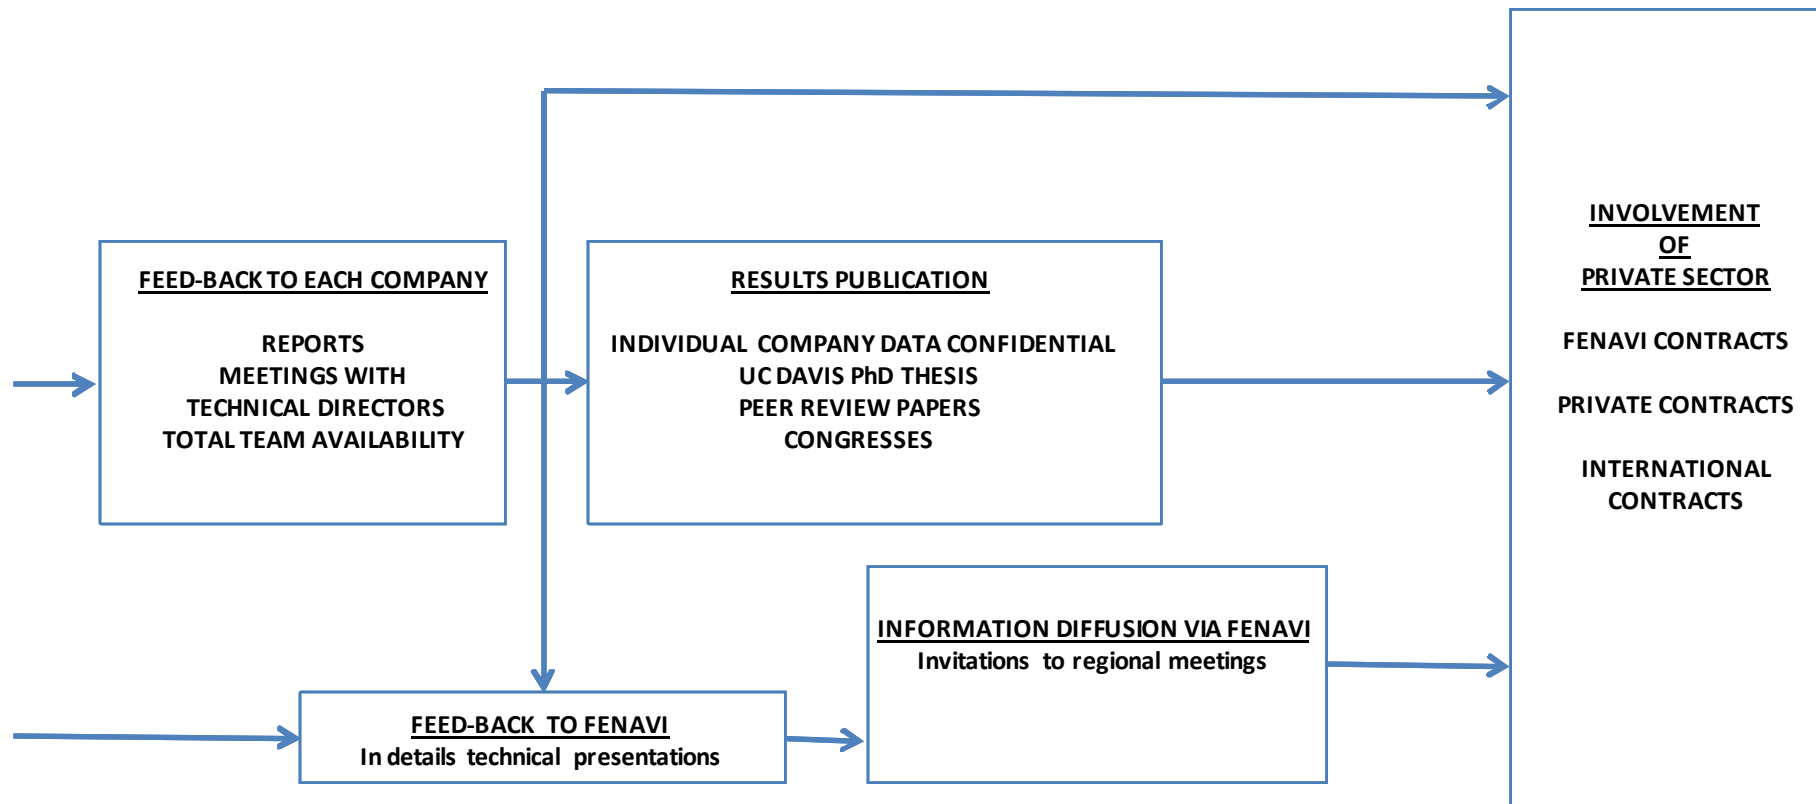 FEED-BACK TO EACH COMPANY
REPORTS
MEETINGS WITH
TECHNICAL DIRECTORS
TOTAL TEAM AVAILABILITY
RESULTS PUBLICATION
INDIVIDUAL COMPANY DATA CONFIDENTIAL
UC DAVIS PhD THESIS
PEER REVIEW PAPERS
CONGRESSES
FEED-BACK TO FENAVI
In details technical presentations
INFORMATION DIFFUSION VIA FENAVI
Invitations to regional meetings
INVOLVEMENT
OF
PRIVATE SECTOR
FENAVI CONTRACTS
PRIVATE CONTRACTS
INTERNATIONAL
CONTRACTS